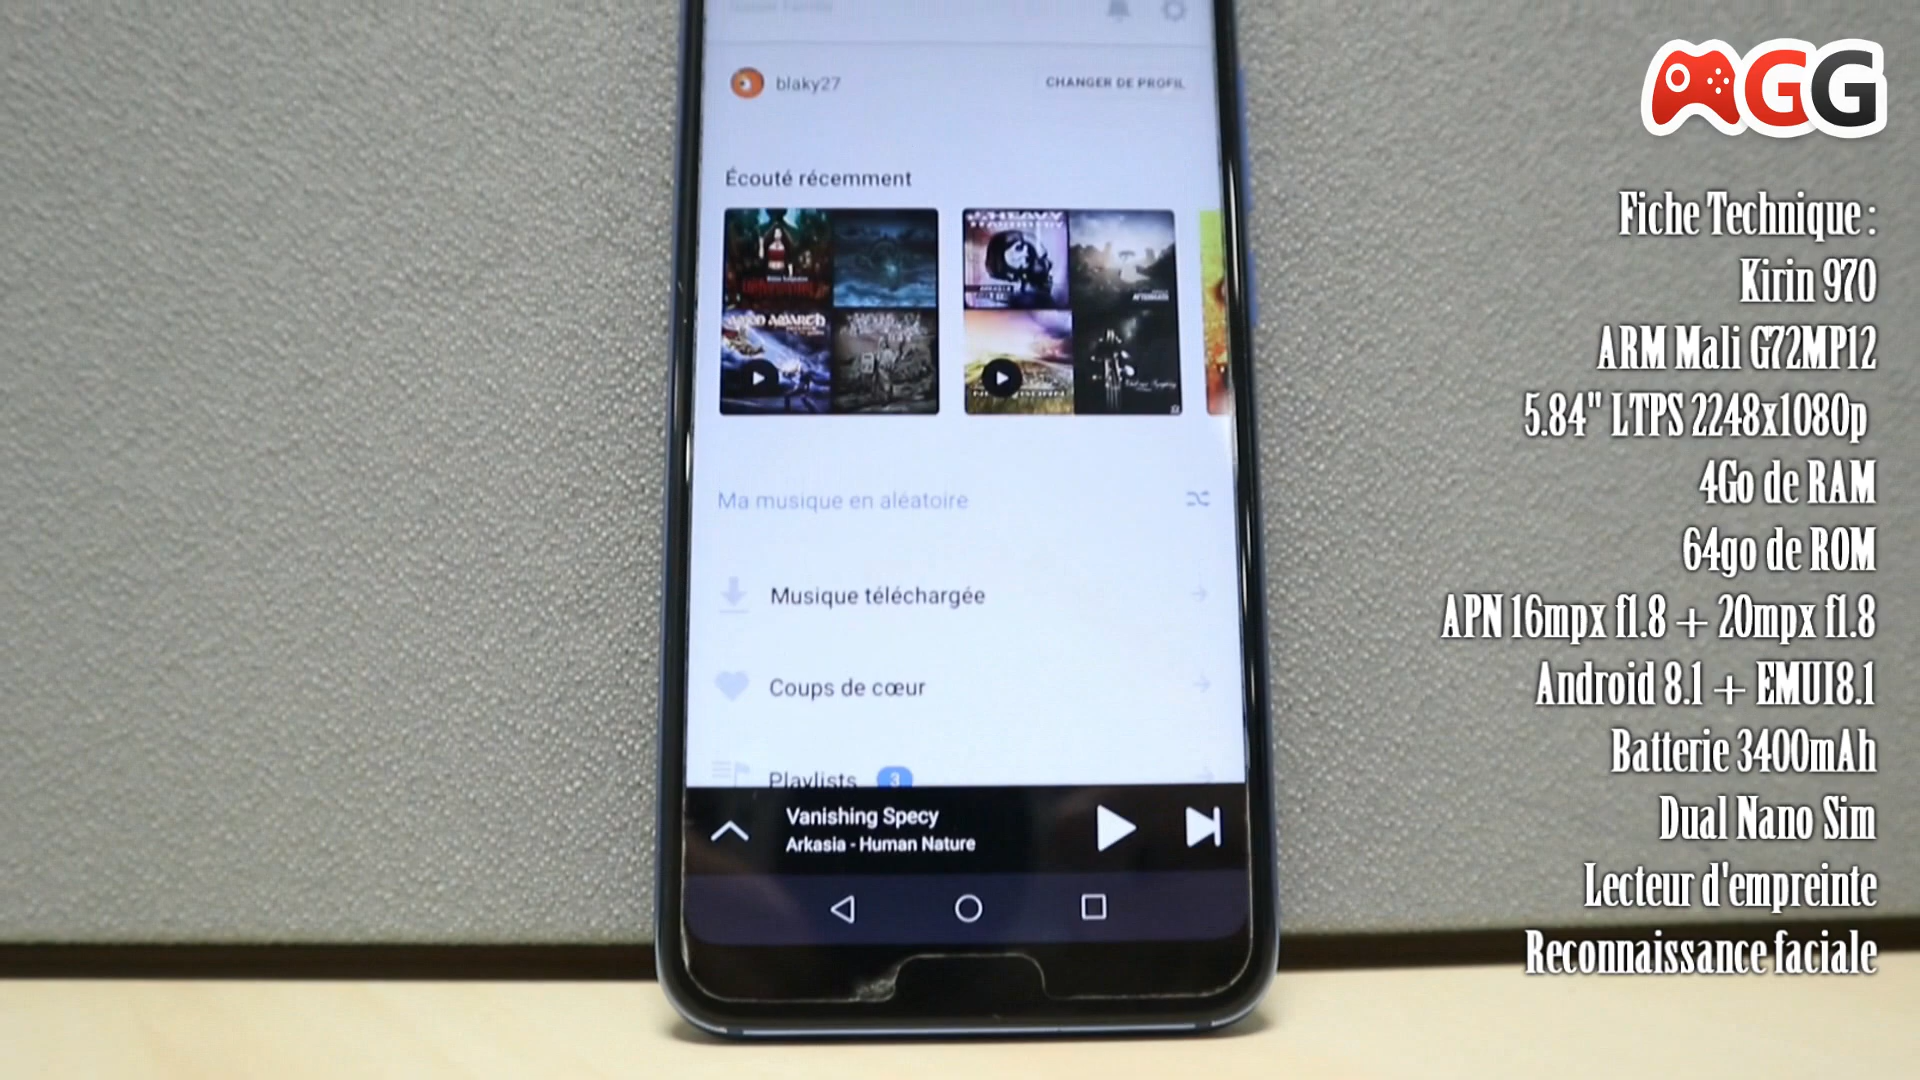 blaky27
CHANGER DE PROFIL
Écouté récemment
Ma musique en aléatoire
Musique téléchargée
Coups de cœur
Playlists 3
Vanishing Specy
Arkasia - Human Nature
GG
Fiche Technique :
Kirin 970
ARM Mali G72MP12
5.84" LTPS 2248x1080p
4Go de RAM
64go de ROM
APN 16mpx f1.8 + 20mpx f1.8
Android 8.1 + EMUI8.1
Batterie 3400mAh
Dual Nano Sim
Lecteur d'empreinte
Reconnaissance faciale